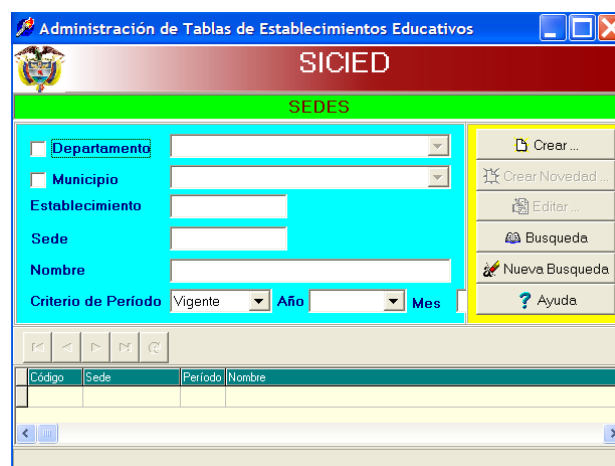 Administración de Tablas de Establecimientos Educativos
SICIED
SEDES
Departamento
Municipio
Establecimiento
Sede
Nombre
Criterio de Período Vigente Año Mes
Crear ...
Crear Novedad ...
Editar ...
Busqueda
Nueva Busqueda
Ayuda
Código Sede Período Nombre